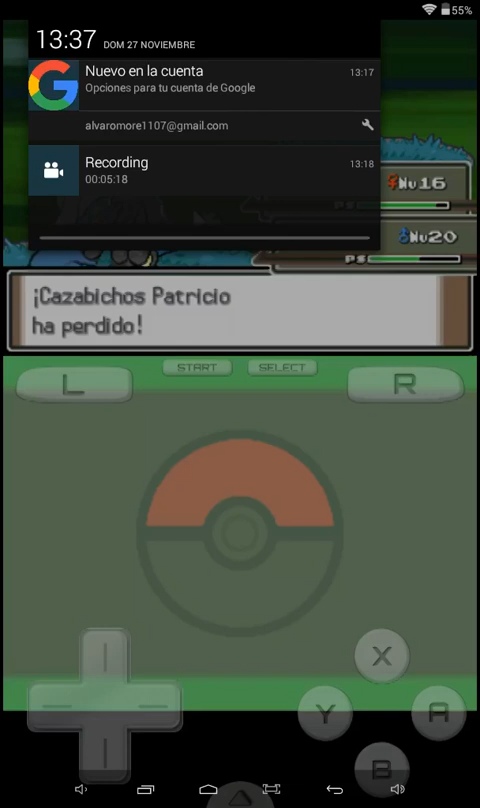 55%
13:37 DOM 27 NOVIEMBRE
Nuevo en la cuenta 13:17
Opciones para tu cuenta de Google
alvaromore1107@gmail.com
Recording 13:18
00:05:18
Nv16
PS
Nv20
PS
¡Cazabichos Patricio
ha perdido!
L START SELECT R
X
Y A
B